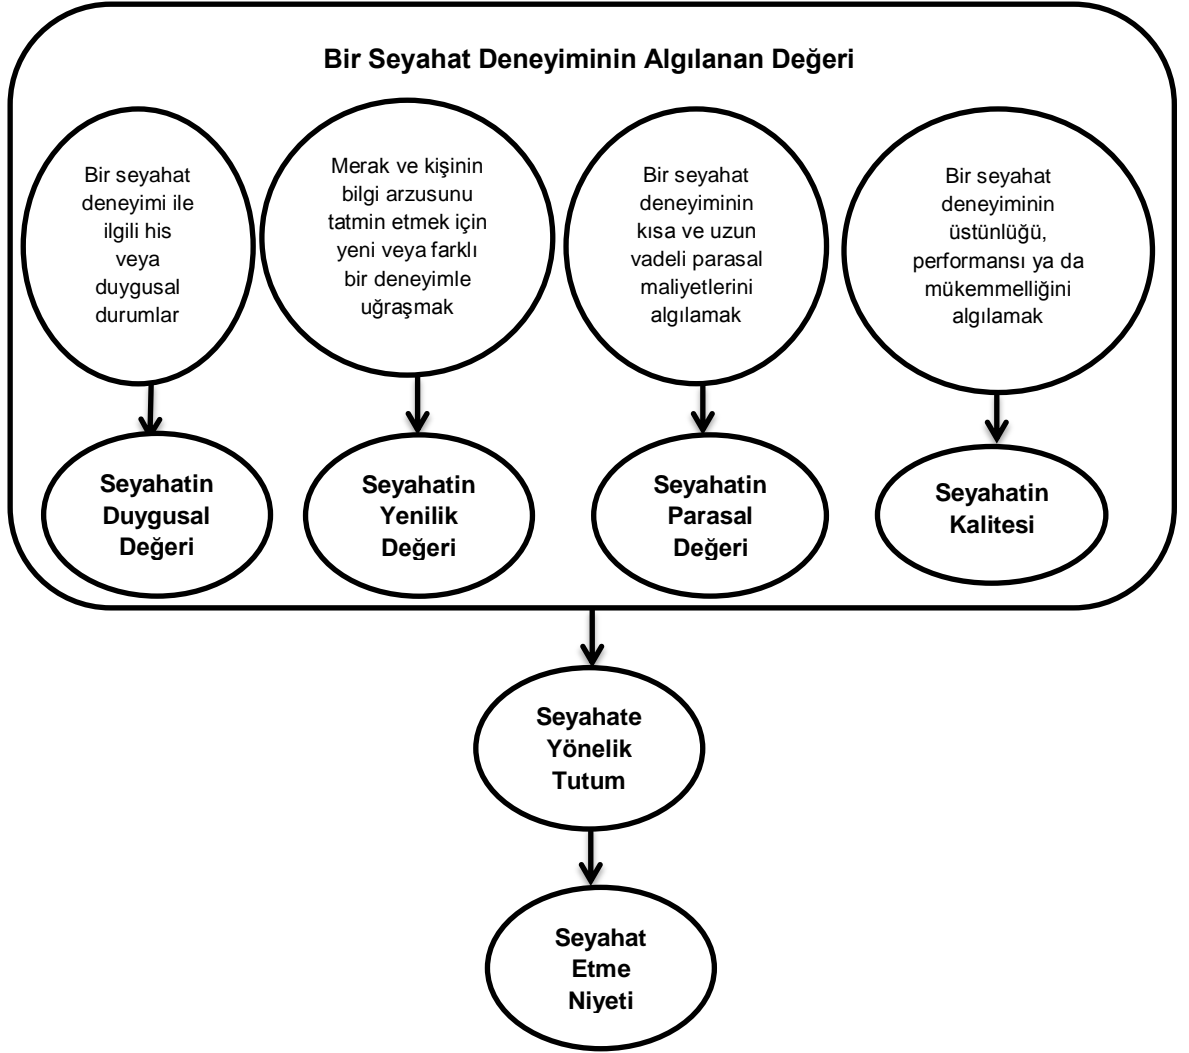 Bir Seyahat Deneyiminin Algılanan Değeri
Bir seyahat
deneyimi ile
ilgili his
veya
duygusal
durumlar
Merak ve kişinin
bilgi arzusunu
tatmin etmek için
yeni veya farklı
bir deneyimle
uğraşmak
Bir seyahat
deneyiminin
kısa ve uzun
vadeli parasal
maliyetlerini
algılamak
Bir seyahat
deneyiminin
üstünlüğü,
performansı ya da
mükemmelliğini
algılamak
Seyahatin
Duygusal
Değeri
Seyahatin
Yenilik
Değeri
Seyahatin
Parasal
Değeri
Seyahatin
Kalitesi
Seyahate
Yönelik
Tutum
Seyahat
Etme
Niyeti